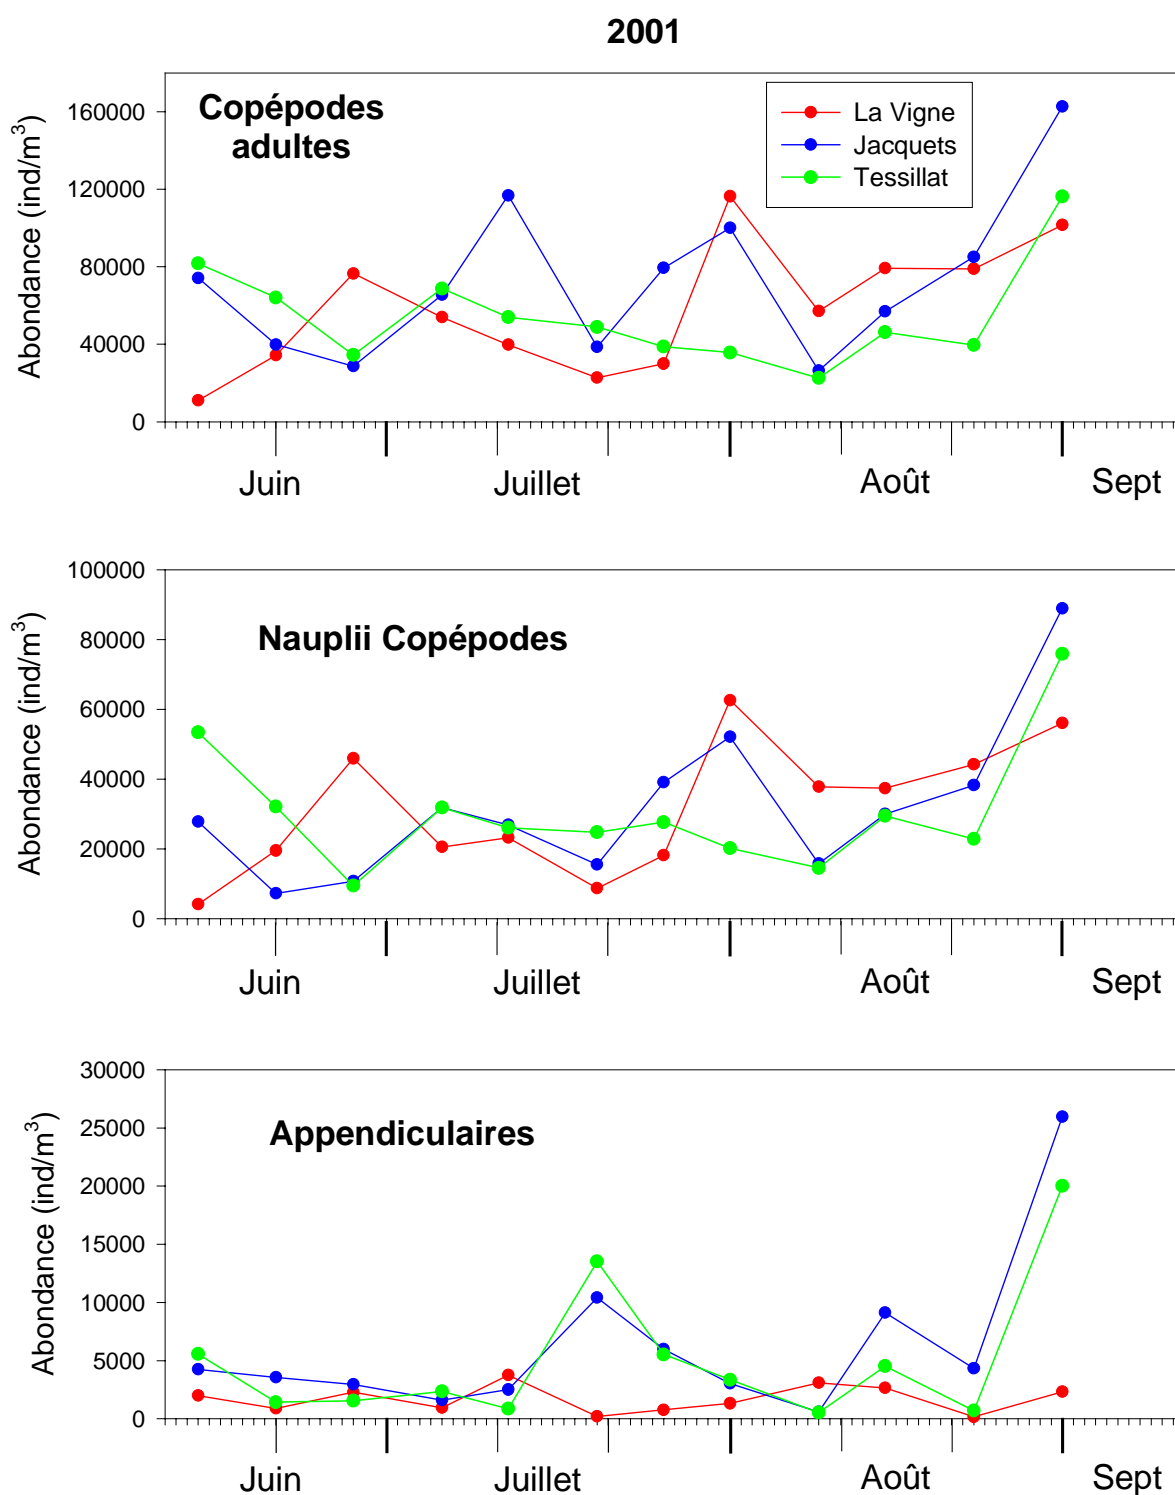 2001
Copépodes
adultes
La Vigne
Jacquets
Tessillat
Abondance (ind/m³)
160000
120000
80000
40000
0
Juin Juillet Août Sept
Nauplii Copépodes
Abondance (ind/m³)
100000
80000
60000
40000
20000
0
Juin Juillet Août Sept
Appendiculaires
Abondance (ind/m³)
30000
25000
20000
15000
10000
5000
0
Juin Juillet Août Sept